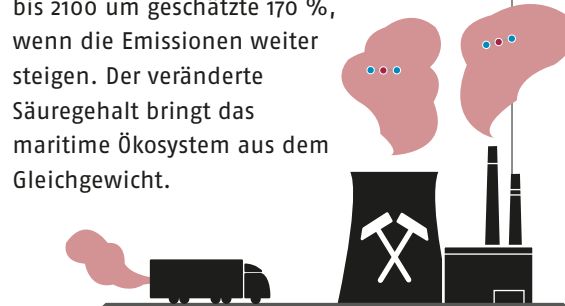 bis 2100 um geschätzte 170 %,
wenn die Emissionen weiter
steigen. Der veränderte
Säuregehalt bringt das
maritime Ökosystem aus dem
Gleichgewicht.